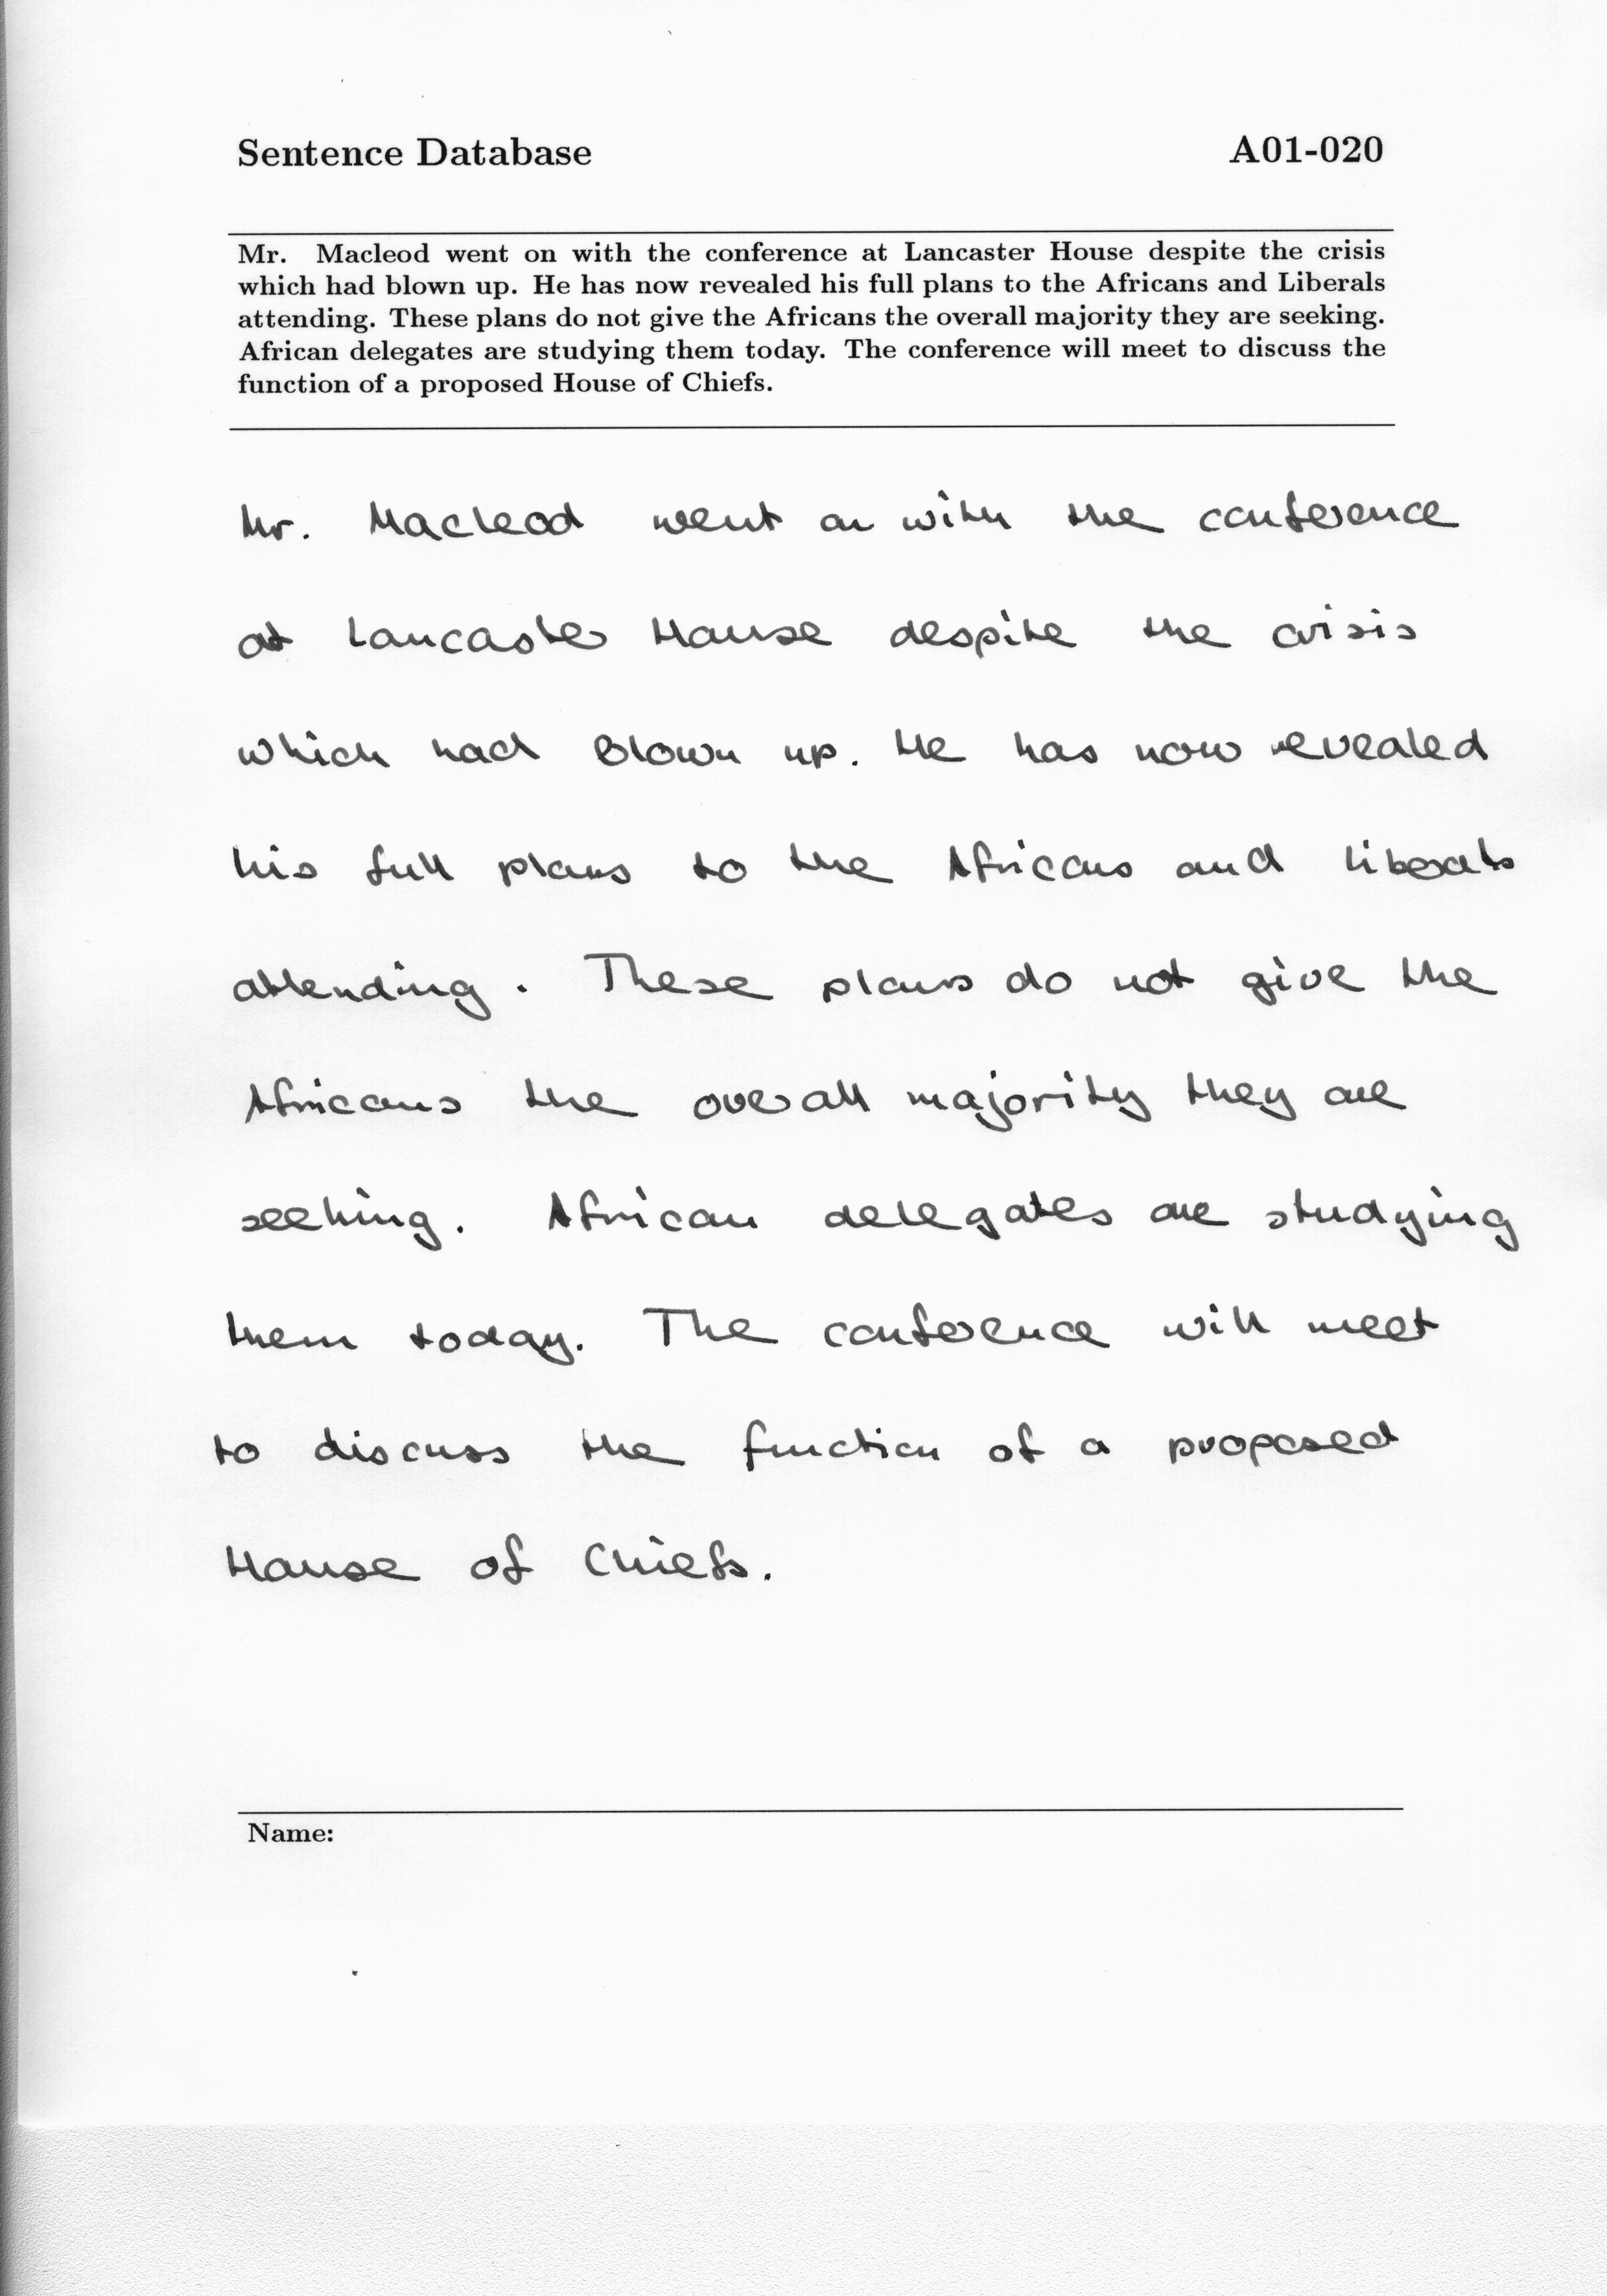 Sentence Database A01-020
Mr. Macleod went on with the conference at Lancaster House despite the crisis
which had blown up. He has now revealed his full plans to the Africans and Liberals
attending. These plans do not give the Africans the overall majority they are seeking.
African delegates are studying them today. The conference will meet to discuss the
function of a proposed House of Chiefs.
Mr. Macleod went on with the conference
at Lancaster House despite the crisis
which had blown up. He has now revealed
his full plans to the Africans and Liberals
attending. These plans do not give the
Africans the overall majority they are
seeking. African delegates are studying
them today. The conference will meet
to discuss the function of a proposed
House of Chiefs.
Name: